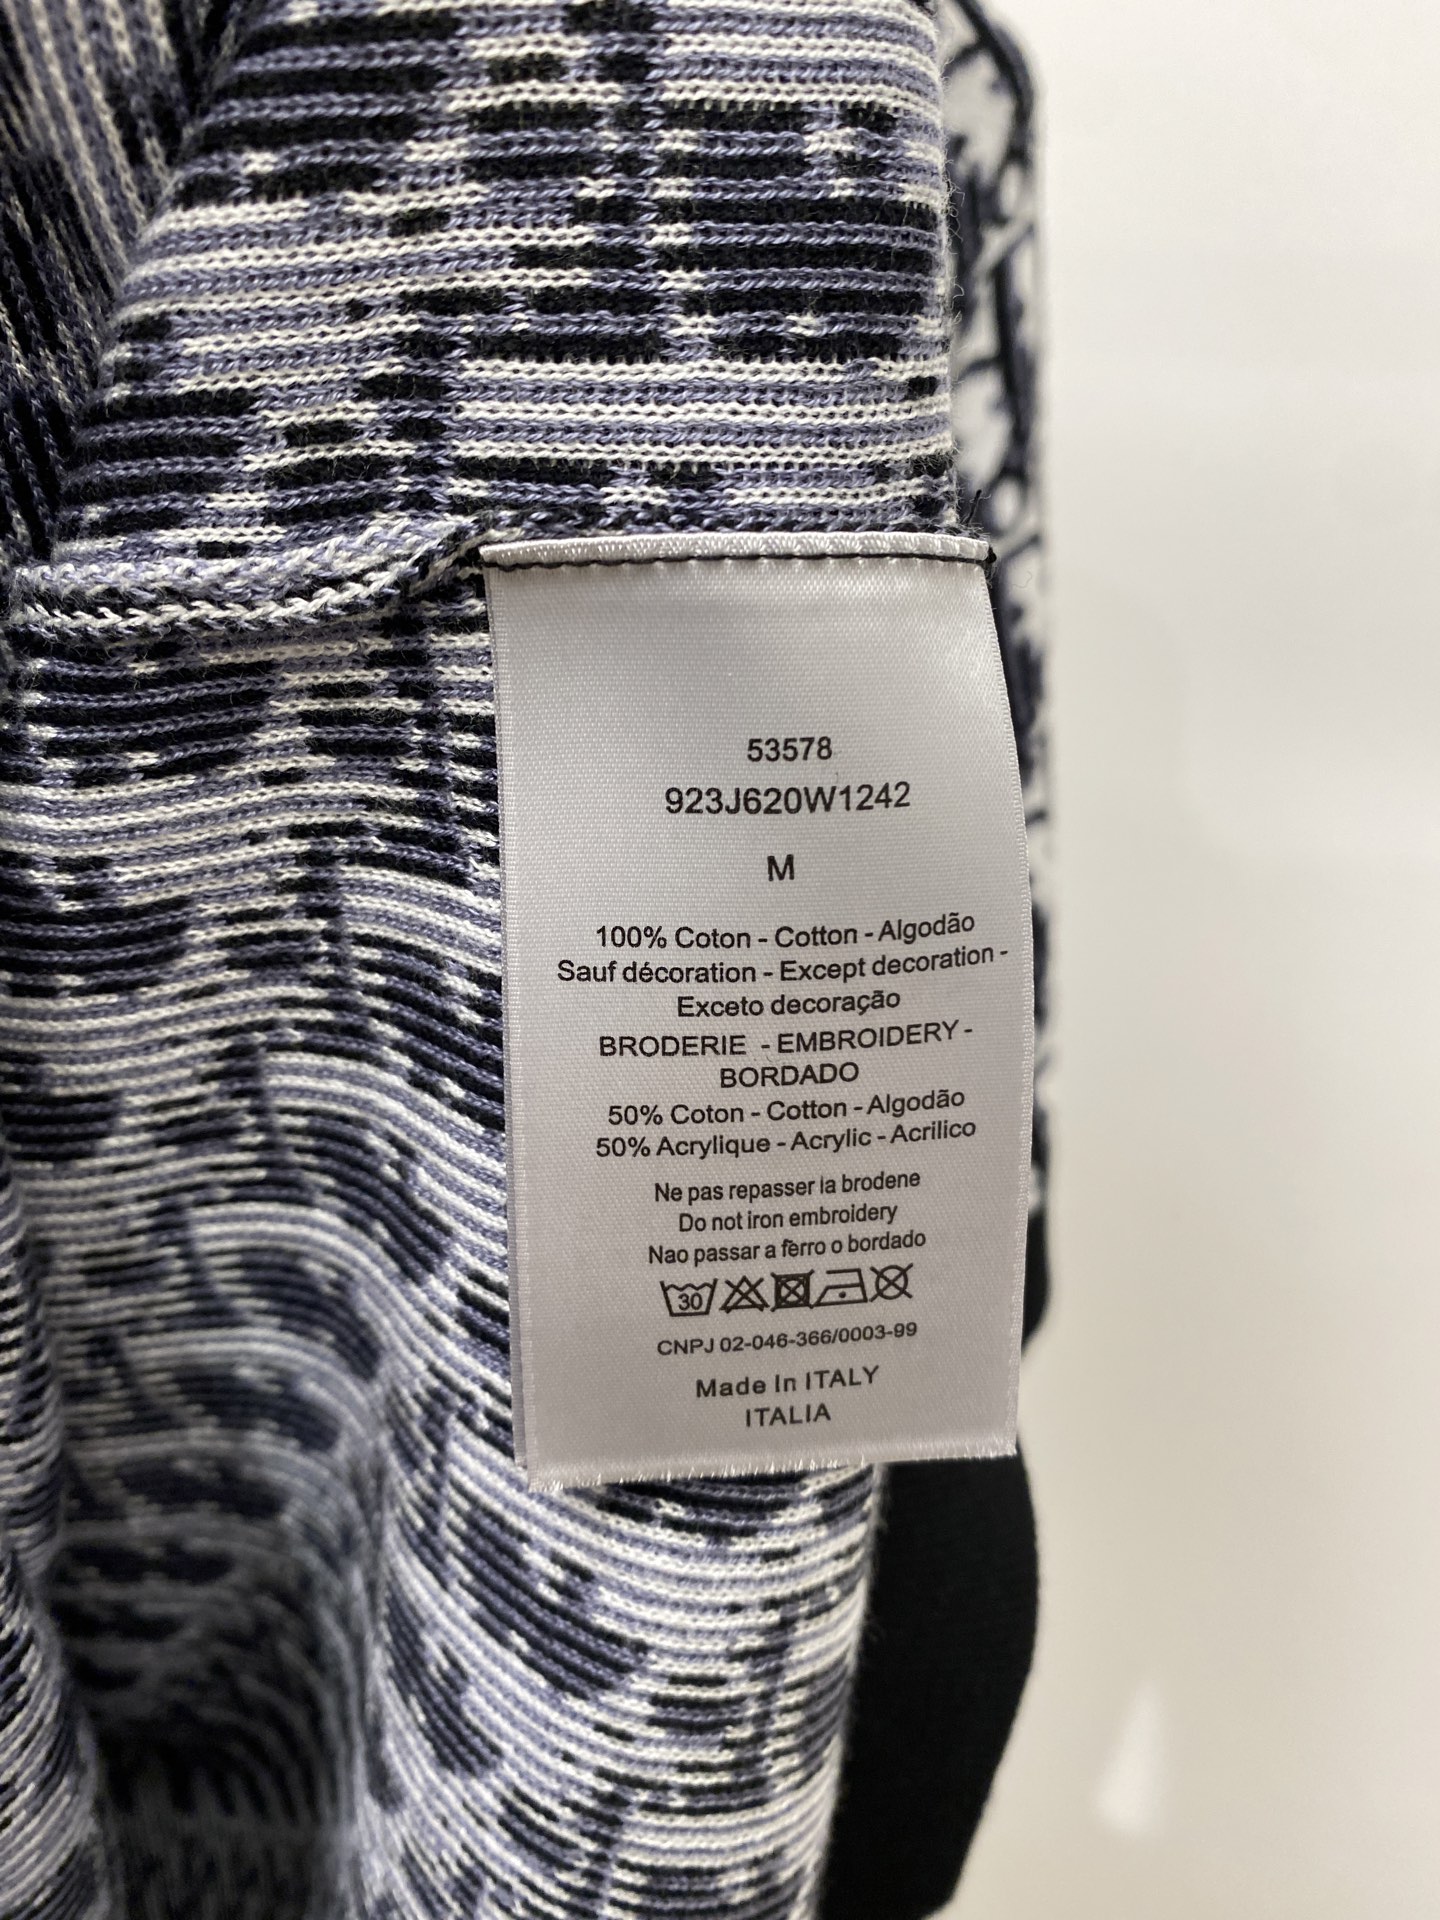 53578
923J620W1242
M
100% Coton - Cotton - Algodão
Sauf décoration - Except decoration -
Exceto decoração
BRODERIE - EMBROIDERY -
BORDADO
50% Coton - Cotton - Algodão
50% Acrylique - Acrylic - Acrilico
Ne pas repasser la brodene
Do not iron embroidery
Nao passar a ferro o bordado
30
CNPJ 02-046-366/0003-99
Made In ITALY
ITALIA